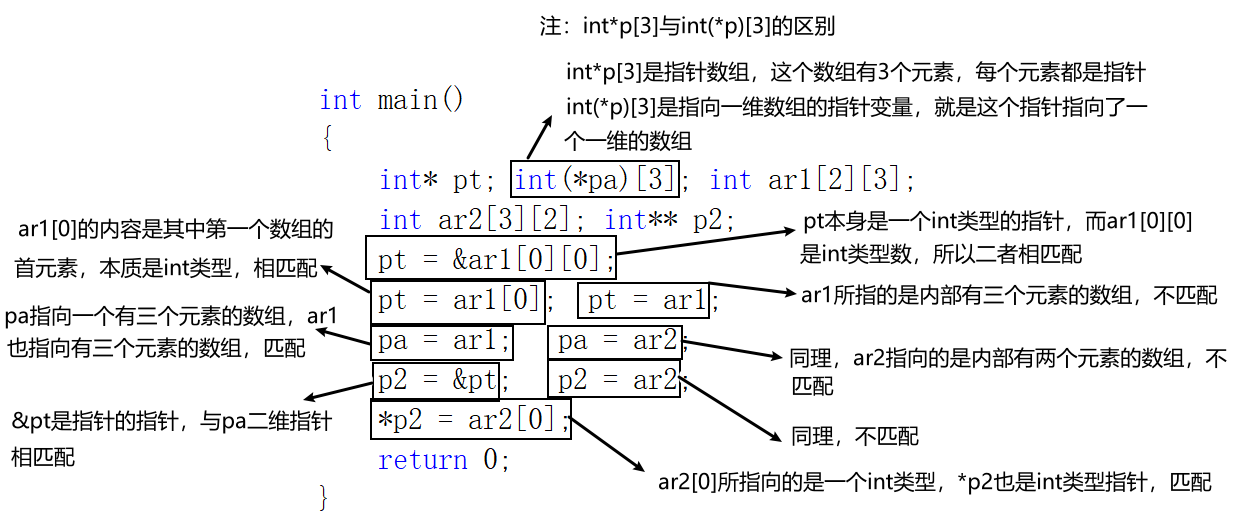 注：int*p[3]与int(*p)[3]的区别
int*p[3]是指针数组，这个数组有3个元素，每个元素都是指针
int(*p)[3]是指向一维数组的指针变量，就是这个指针指向了一
个一维的数组
int main()
{
int* pt; int(*pa)[3]; int ar1[2][3];
int ar2[3][2]; int** p2;
pt = &ar1[0][0];
pt = ar1[0]; pt = ar1;
pa = ar1; pa = ar2;
p2 = &pt; p2 = ar2;
*p2 = ar2[0];
return 0;
}
ar1[0]的内容是其中第一个数组的
首元素，本质是int类型，相匹配
pa指向一个有三个元素的数组，ar1
也指向有三个元素的数组，匹配
&pt是指针的指针，与pa二维指针
相匹配
pt本身是一个int类型的指针，而ar1[0][0]
是int类型数，所以二者相匹配
ar1所指的是内部有三个元素的数组，不匹配
同理，ar2指向的是内部有两个元素的数组，不
匹配
同理，不匹配
ar2[0]所指向的是一个int类型，*p2也是int类型指针，匹配